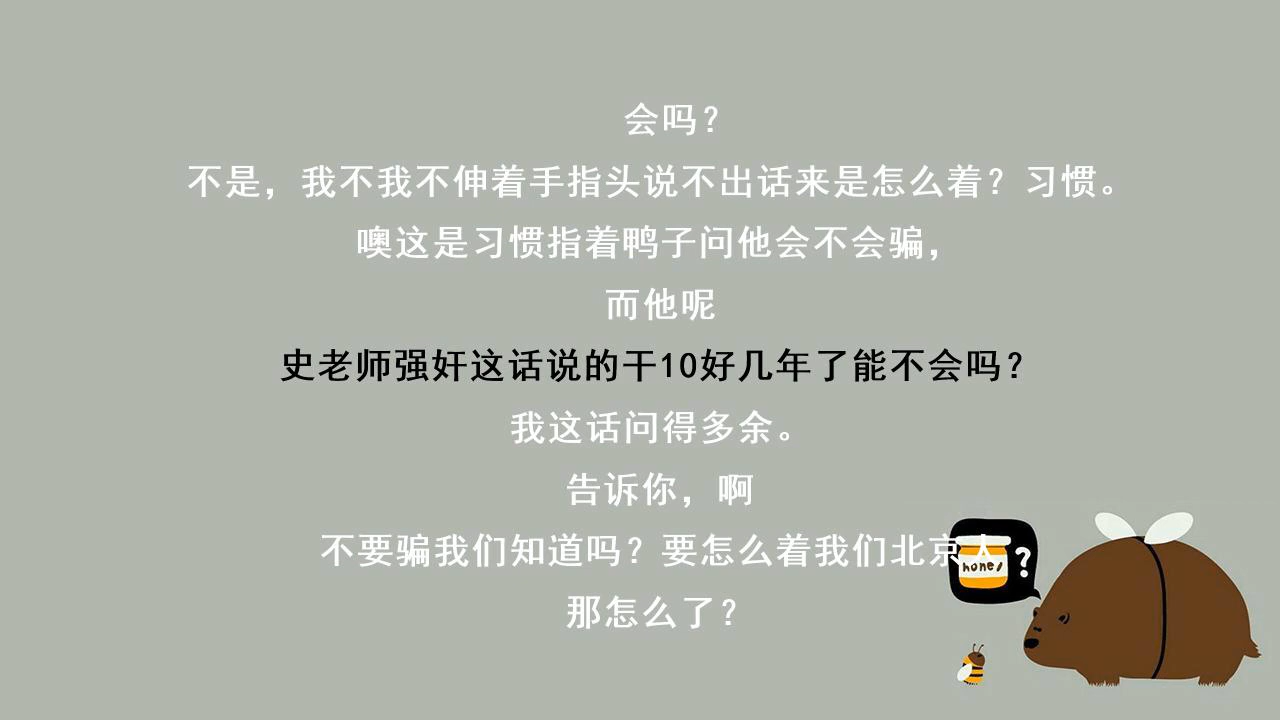 会吗？
不是，我不我不伸着手指头说不出话来是怎么着？习惯。
噢这是习惯指着鸭子问他会不会骗，
而他呢
史老师强奸这话说的干10好几年了能不会吗？
我这话问得多余。
告诉你，啊
不要骗我们知道吗？要怎么着我们北京人，
honey
?
那怎么了？